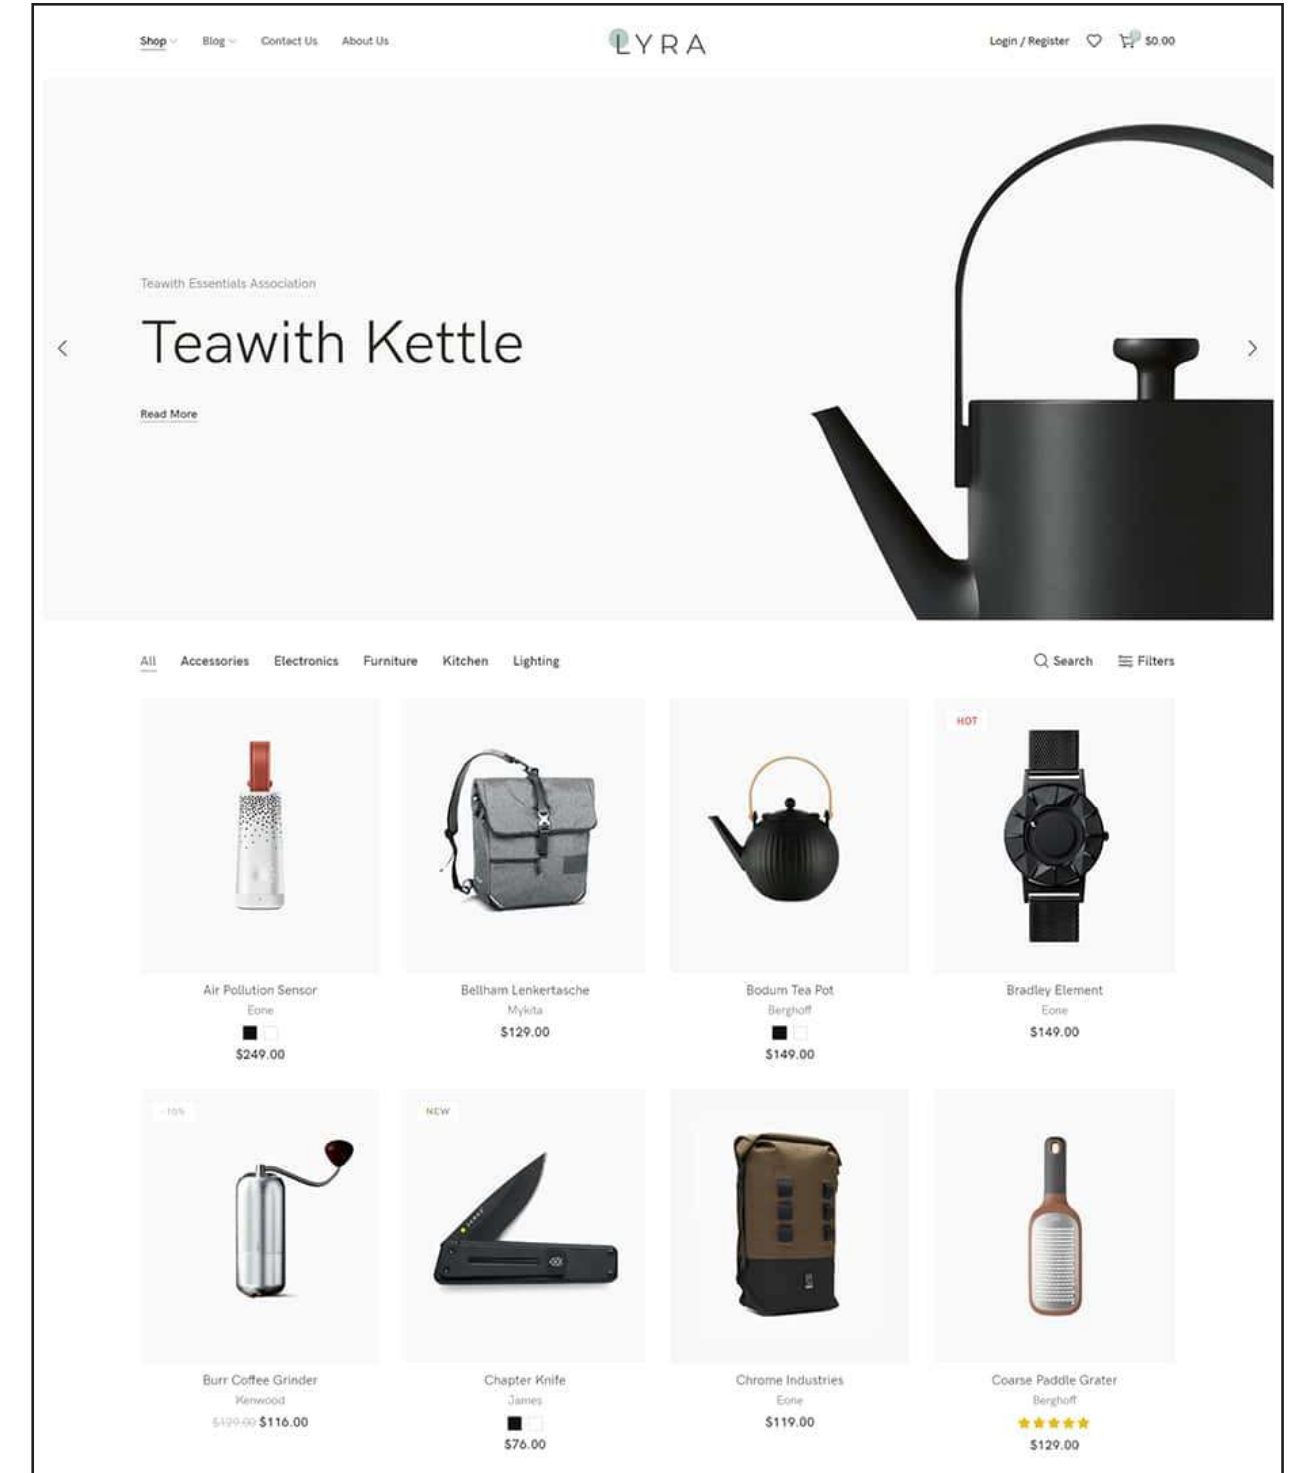 Shop
Blog
Contact Us
About Us
LYRA
Login / Register
$0.00
Teawith Essentials Association
Teawith Kettle
Read More
All
Accessories
Electronics
Furniture
Kitchen
Lighting
Search
Filters
HOT
Air Pollution Sensor
Eone
$249.00
Bellham Lenkertasche
Mykita
$129.00
Bodum Tea Pot
Berghoff
$149.00
Bradley Element
Eone
$149.00
-10%
NEW
Burr Coffee Grinder
Kenwood
$129.00 $116.00
Chapter Knife
James
$76.00
Chrome Industries
Eone
$119.00
Coarse Paddle Grater
Berghoff
$129.00